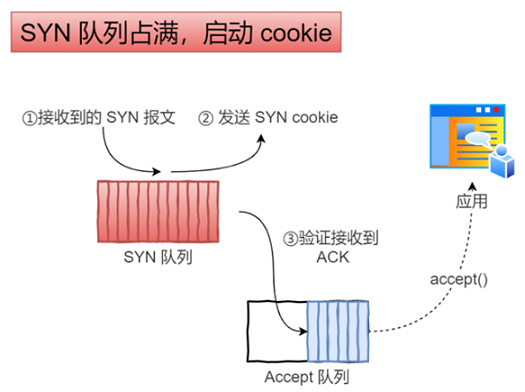 SYN 队列占满，启动 cookie
①接收到的 SYN 报文
② 发送 SYN cookie
应用
SYN 队列
③验证接收到
ACK
accept()
Accept 队列